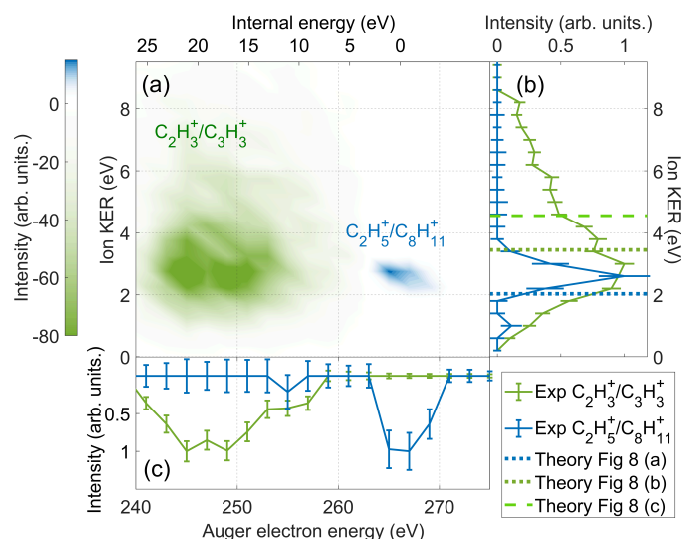 Internal energy (eV)
25 20 15 10 5 0
Intensity (arb. units.)
0 0.5 1
(a)
(b)
C₂H₃⁺/C₃H₃⁺
C₂H₅⁺/C₈H₁₁⁺
Intensity (arb. units.)
0
-20
-40
-60
-80
Ion KER (eV)
8
6
4
2
0
Ion KER (eV)
8
6
4
2
0
Intensity (arb. units.)
0.5
1
(c)
240 250 260 270
Auger electron energy (eV)
Exp C₂H₃⁺/C₃H₃⁺
Exp C₂H₅⁺/C₈H₁₁⁺
Theory Fig 8 (a)
Theory Fig 8 (b)
Theory Fig 8 (c)